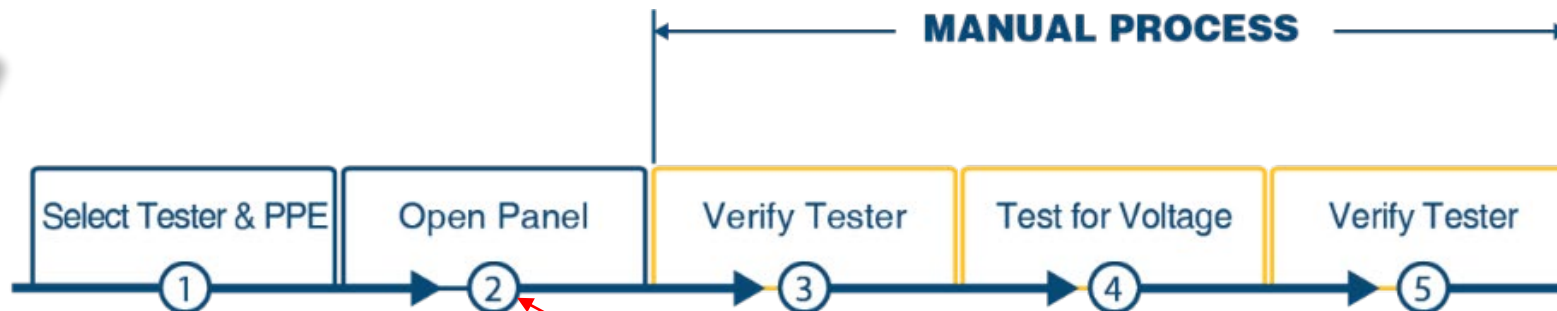 MANUAL PROCESS
Select Tester & PPE
Open Panel
Verify Tester
Test for Voltage
Verify Tester
1
2
3
4
5